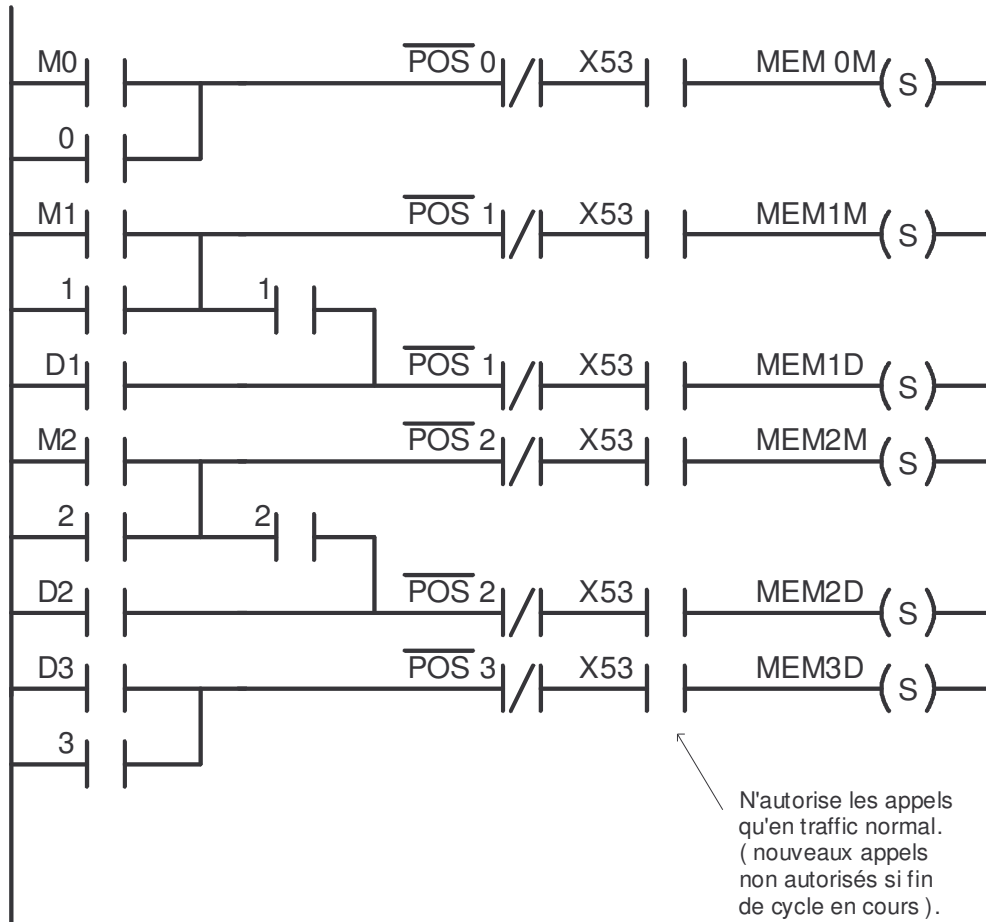 M0 POS 0 X53 MEM 0M S
0
M1 POS 1 X53 MEM1M S
1 1
D1 POS 1 X53 MEM1D S
M2 POS 2 X53 MEM2M S
2 2
D2 POS 2 X53 MEM2D S
D3 POS 3 X53 MEM3D S
3
N'autorise les appels
qu'en traffic normal.
( nouveaux appels
non autorisés si fin
de cycle en cours ).